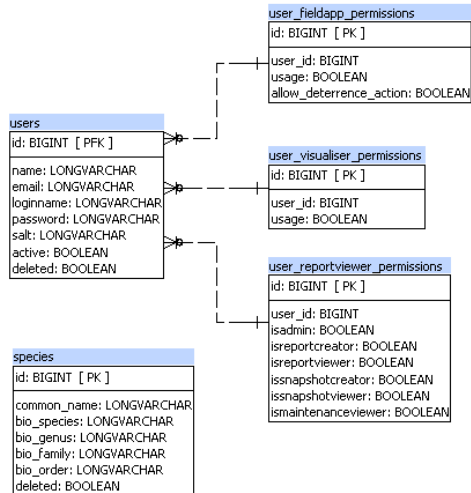 user_fieldapp_permissions
id: BIGINT [ PK ]
user_id: BIGINT
usage: BOOLEAN
allow_deterrence_action: BOOLEAN
users
id: BIGINT [ PFK ]
name: LONGVARCHAR
email: LONGVARCHAR
loginname: LONGVARCHAR
password: LONGVARCHAR
salt: LONGVARCHAR
active: BOOLEAN
deleted: BOOLEAN
user_visualiser_permissions
id: BIGINT [ PK ]
user_id: BIGINT
usage: BOOLEAN
user_reportviewer_permissions
id: BIGINT [ PK ]
user_id: BIGINT
isadmin: BOOLEAN
isreportcreator: BOOLEAN
isreportviewer: BOOLEAN
issnapshotcreator: BOOLEAN
issnapshotviewer: BOOLEAN
ismaintenanceviewer: BOOLEAN
species
id: BIGINT [ PK ]
common_name: LONGVARCHAR
bio_species: LONGVARCHAR
bio_genus: LONGVARCHAR
bio_family: LONGVARCHAR
bio_order: LONGVARCHAR
deleted: BOOLEAN